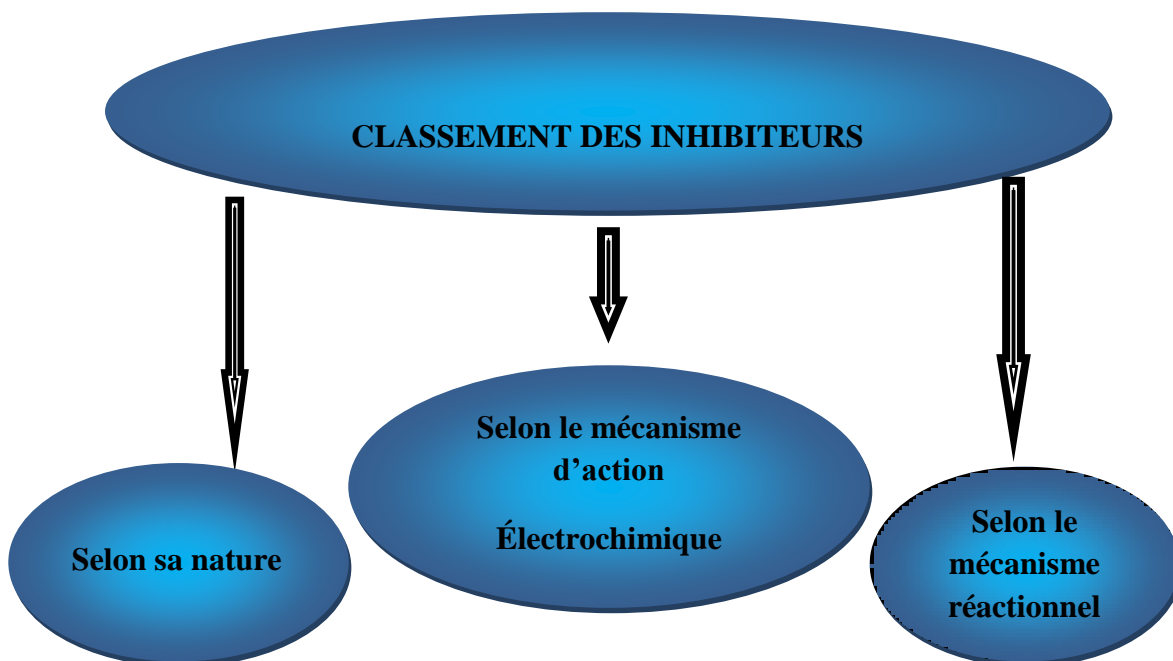 CLASSEMENT DES INHIBITEURS
Selon le mécanisme
d’action
Électrochimique
Selon sa nature
Selon le
mécanisme
réactionnel